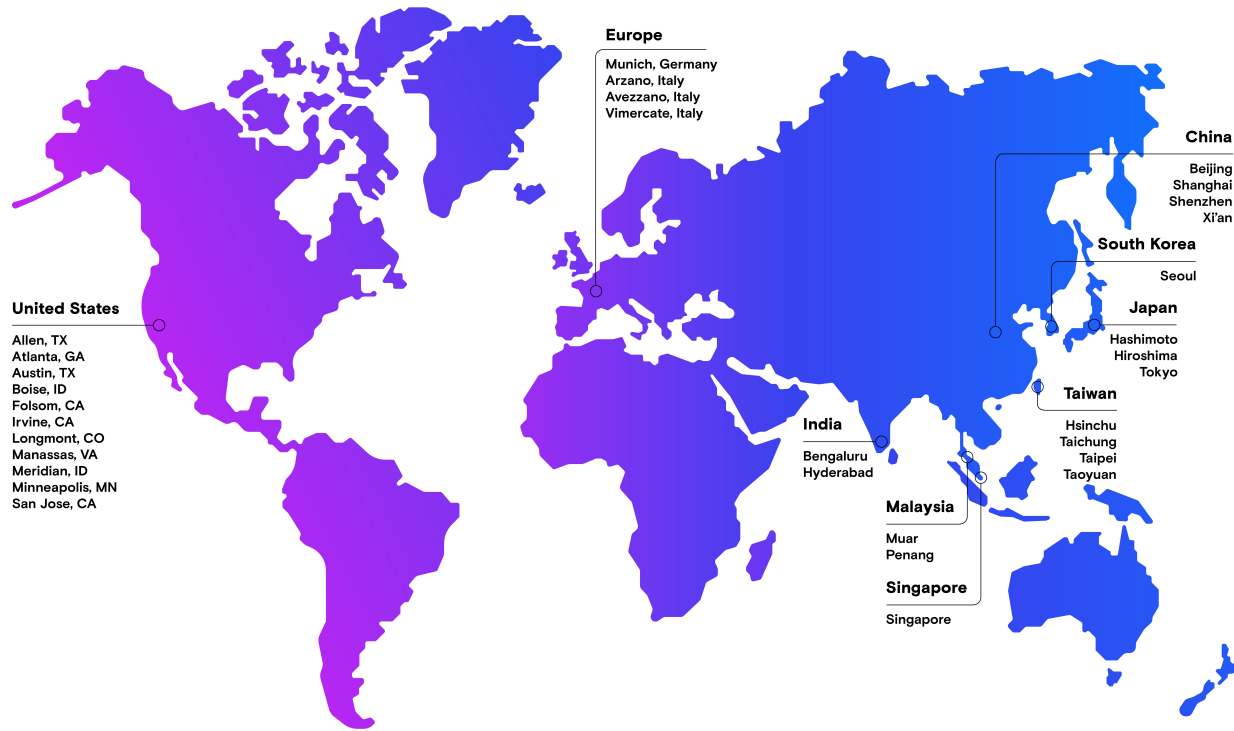 United States
Allen, TX
Atlanta, GA
Austin, TX
Boise, ID
Folsom, CA
Irvine, CA
Longmont, CO
Manassas, VA
Meridian, ID
Minneapolis, MN
San Jose, CA
Europe
Munich, Germany
Arzano, Italy
Avezzano, Italy
Vimercate, Italy
China
Beijing
Shanghai
Shenzhen
Xi’an
South Korea
Seoul
Japan
Hashimoto
Hiroshima
Tokyo
Taiwan
Hsinchu
Taichung
Taipei
Taoyuan
India
Bengaluru
Hyderabad
Malaysia
Muar
Penang
Singapore
Singapore